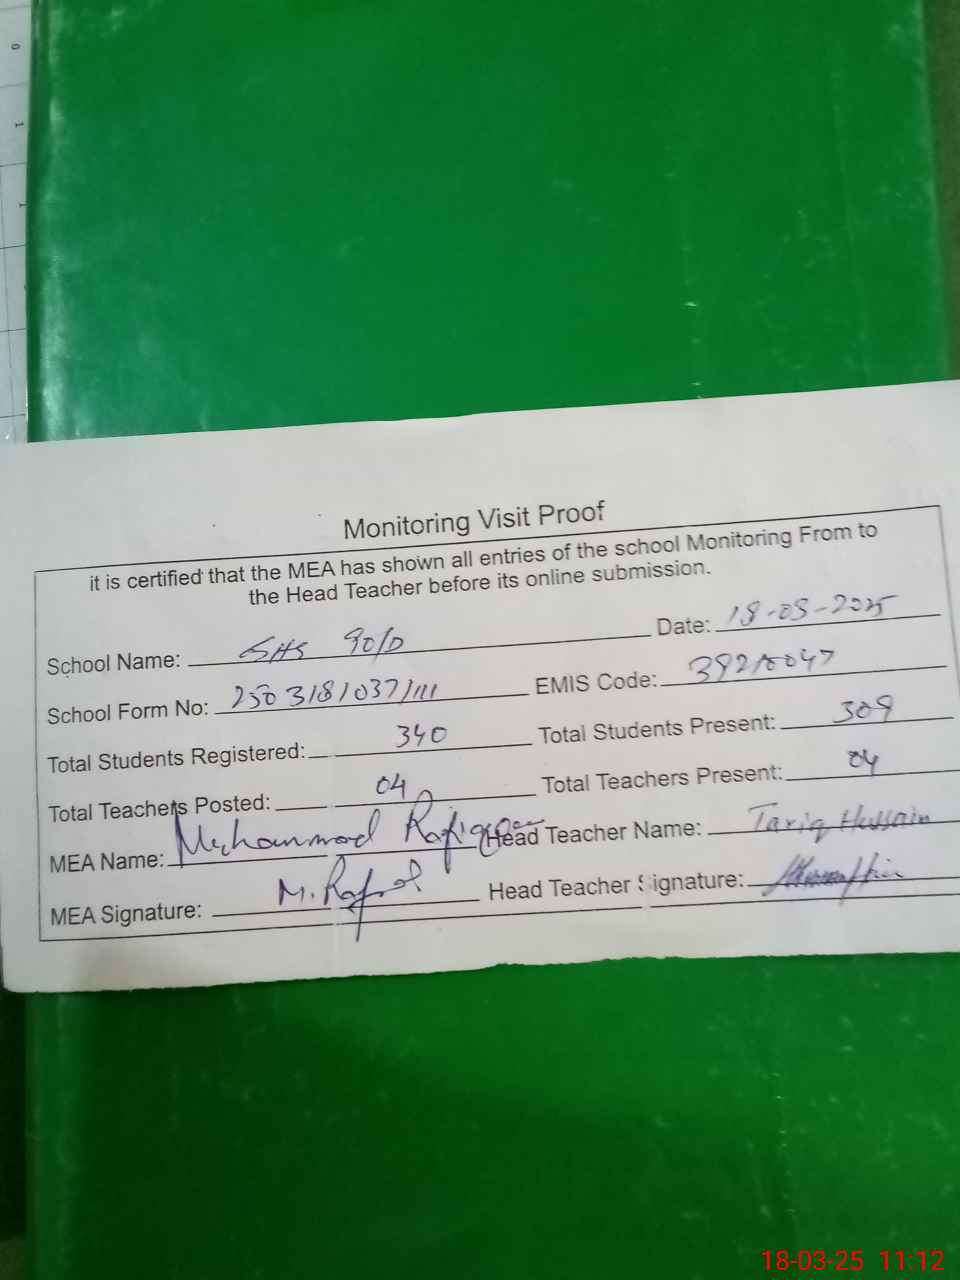 Monitoring Visit Proof
it is certified that the MEA has shown all entries of the school Monitoring From to
the Head Teacher before its online submission.
School Name: GHS 90/D Date: 18-03-2025
School Form No: 2503181037111 EMIS Code:
Total Students Registered: 340 Total Students Present: 309
Total Teachers Posted: 04 Total Teachers Present: 04
MEA Name: Muhammad Rafique Head Teacher Name: Tariq Hussain
MEA Signature: M. Rafiq Head Teacher Signature:
18-03-25 11:12